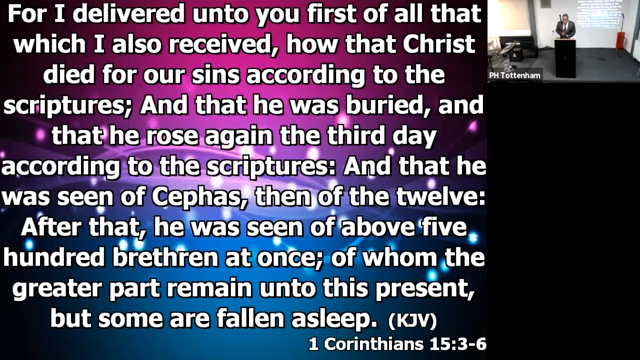 For I delivered unto you first of all that
which I also received, how that Christ
died for our sins according to the
scriptures; And that he was buried, and
that he rose again the third day
according to the scriptures: And that he
was seen of Cephas, then of the twelve:
After that, he was seen of above five
hundred brethren at once; of whom the
greater part remain unto this present,
but some are fallen asleep. (KJV)
1 Corinthians 15:3-6
PH Tottenham